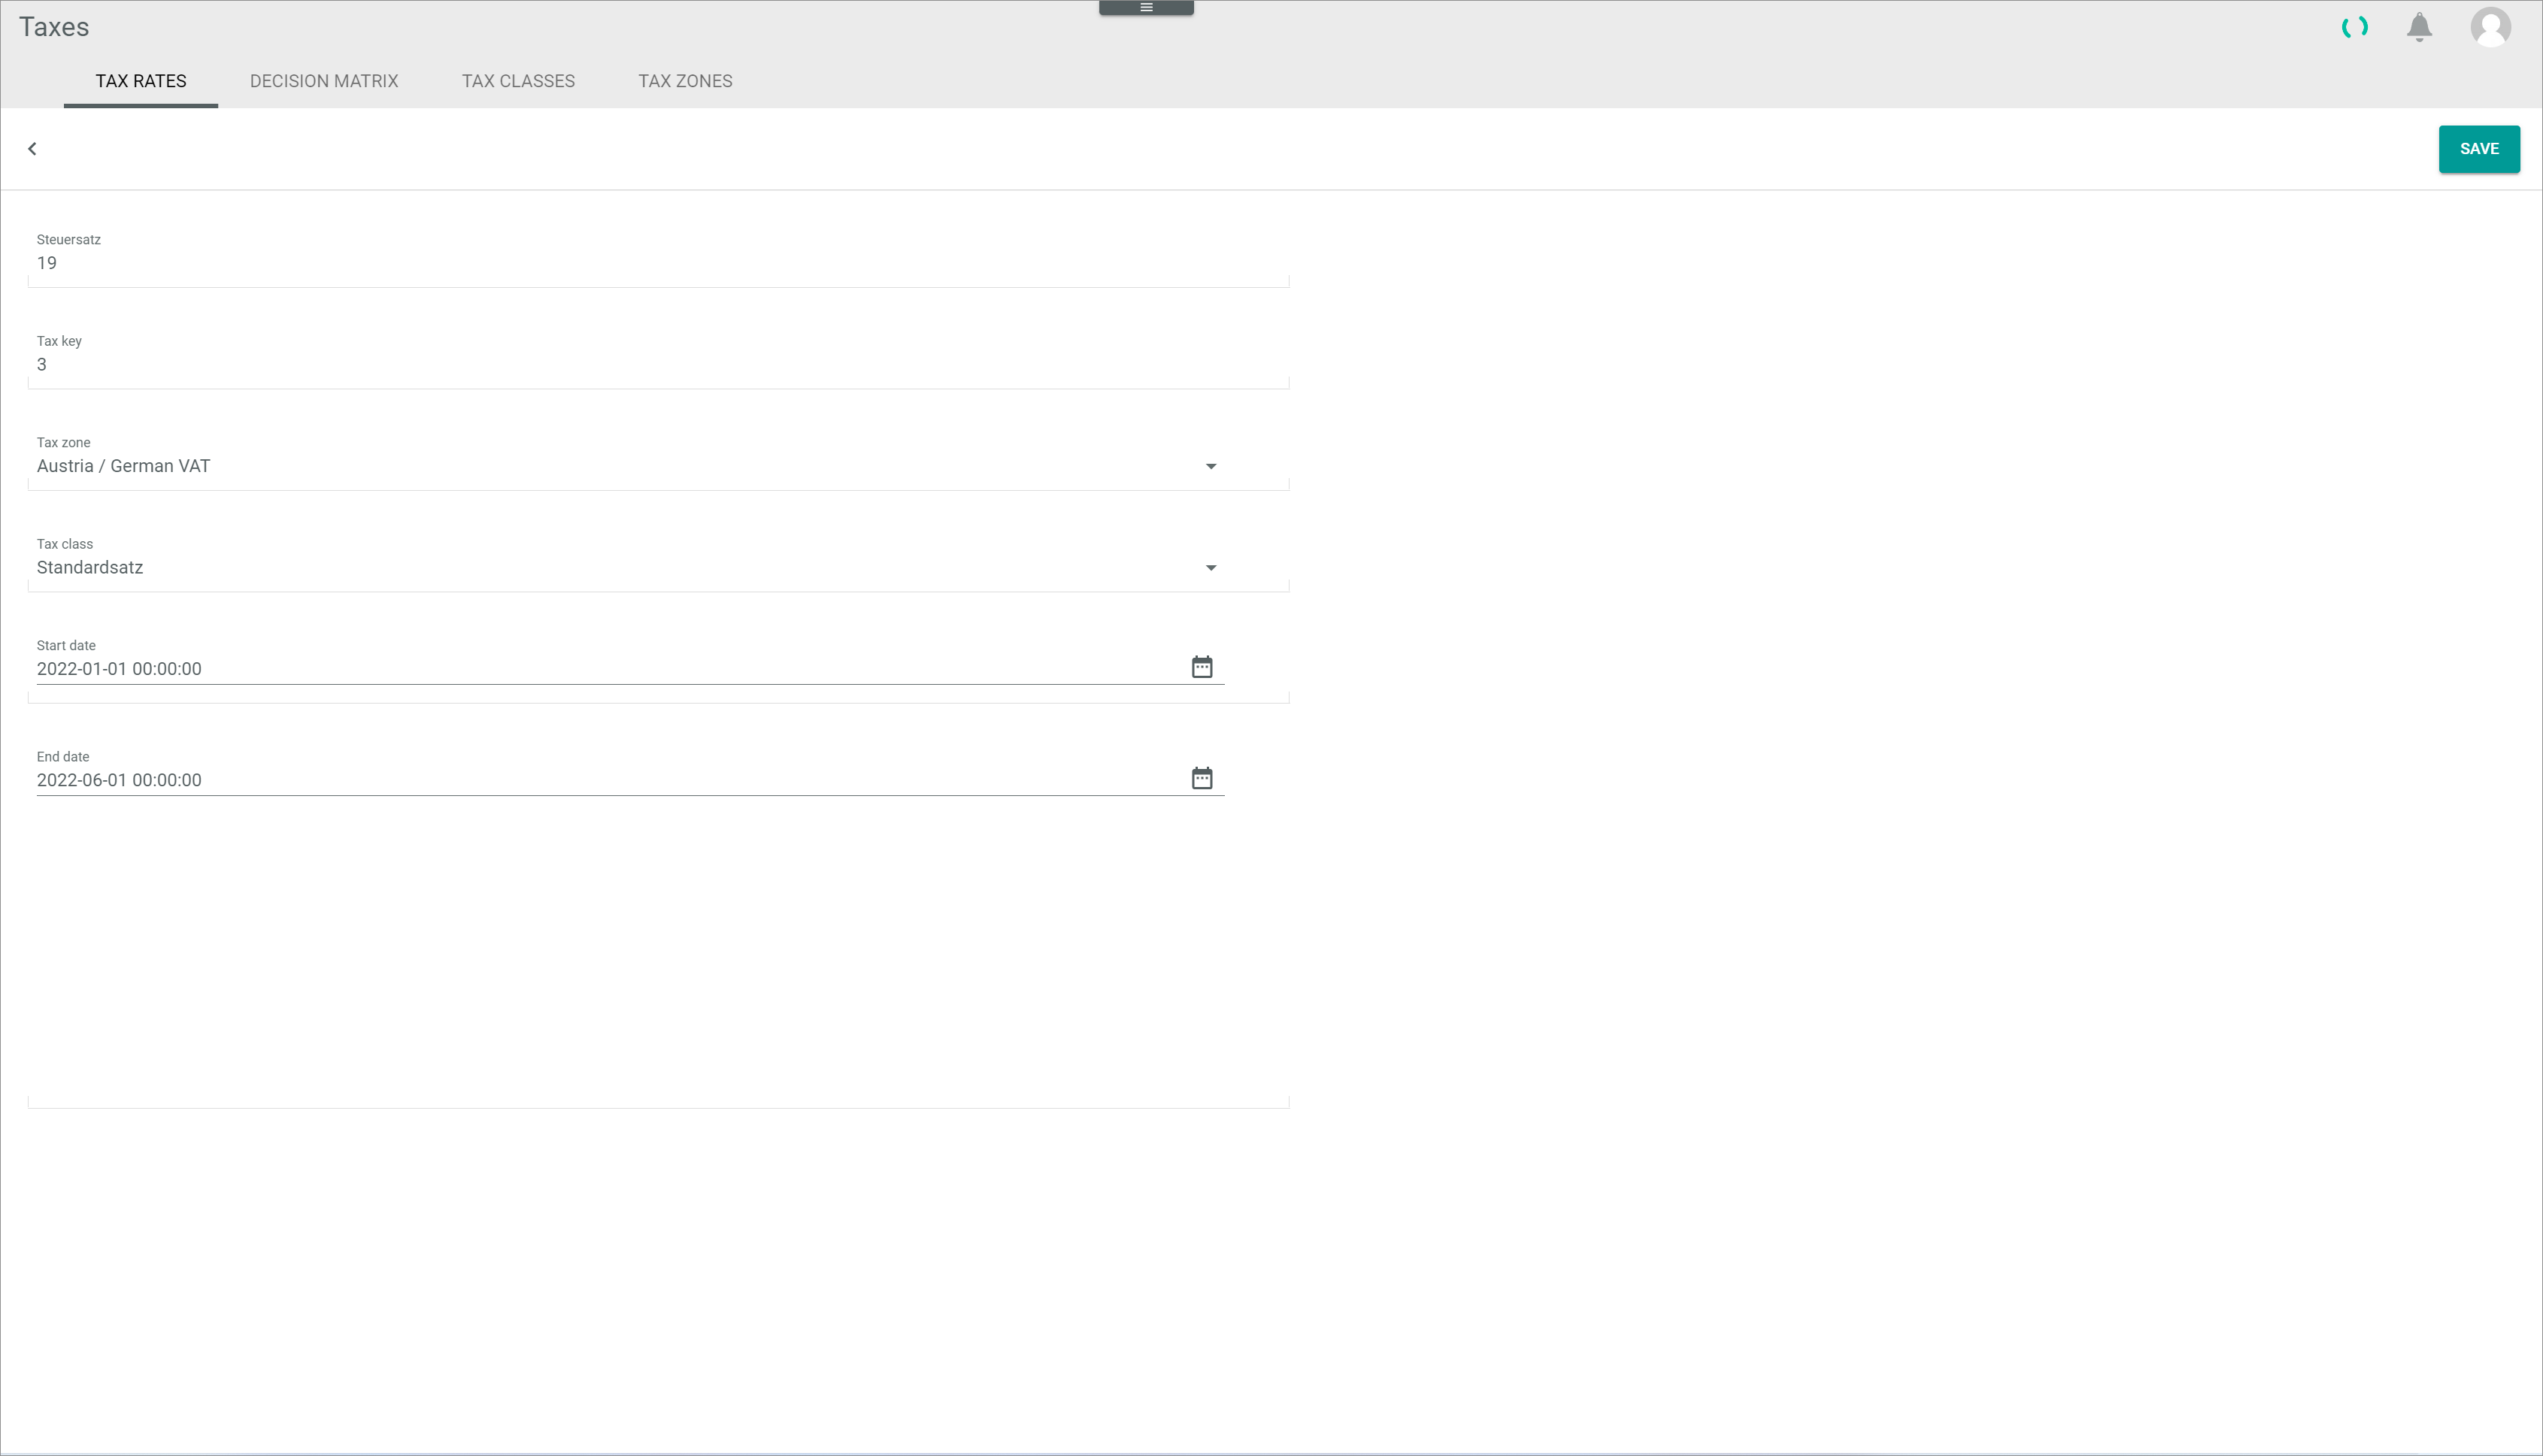 Taxes
TAX RATES DECISION MATRIX TAX CLASSES TAX ZONES
SAVE
Steuersatz
19
Tax key
3
Tax zone
Austria / German VAT
Tax class
Standardsatz
Start date
2022-01-01 00:00:00
End date
2022-06-01 00:00:00